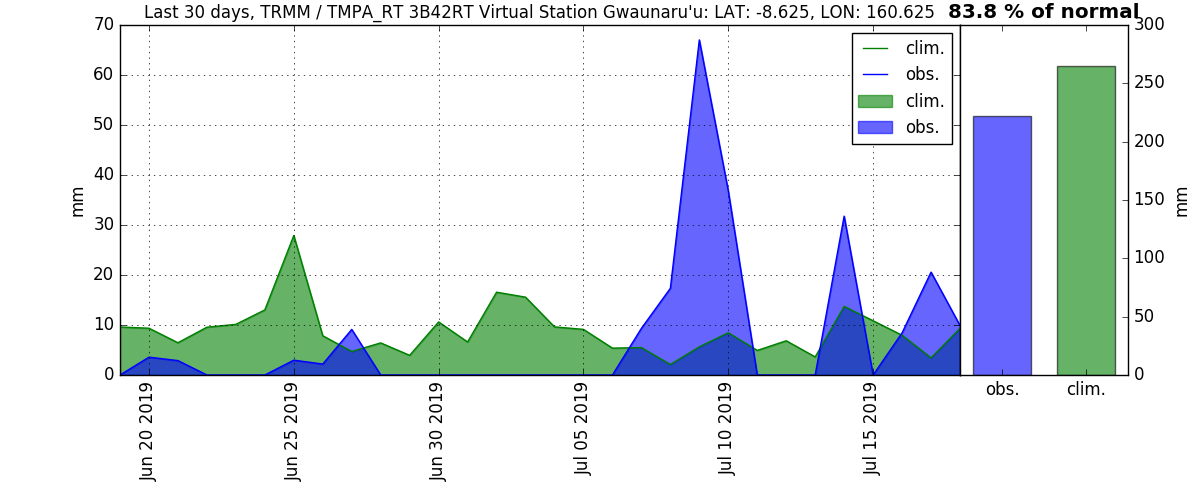 Last 30 days, TRMM / TMPA_RT 3B42RT Virtual Station Gwaunaru'u: LAT: -8.625, LON: 160.625 83.8 % of normal
70
60
50
40
30
20
10
0
mm
clim.
obs.
clim.
obs.
Jun 20 2019
Jun 25 2019
Jun 30 2019
Jul 05 2019
Jul 10 2019
Jul 15 2019
300
250
200
150
100
50
0
mm
obs. clim.